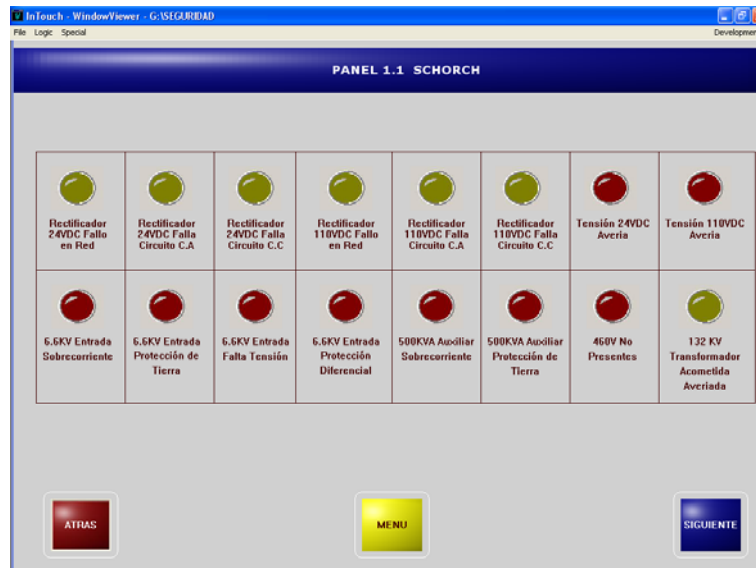 InTouch - WindowViewer - G:\SEGURIDAD
File Logic Special
Developmen
PANEL 1.1 SCHORCH
Rectificador
24VDC Fallo
en Red
Rectificador
24VDC Falla
Circuito C.A
Rectificador
24VDC Falla
Circuito C.C
Rectificador
110VDC Fallo
en Red
Rectificador
110VDC Falla
Circuito C.A
Rectificador
110VDC Falla
Circuito C.C
Tensión 24VDC
Averia
Tensión 110VDC
Averia
6.6KV Entrada
Sobrecorriente
6.6KV Entrada
Protección de
Tierra
6.6KV Entrada
Falta Tensión
6.6KV Entrada
Protección
Diferencial
500KVA Auxiliar
Sobrecorriente
500KVA Auxiliar
Protección de
Tierra
460V No
Presentes
132 KV
Transformador
Acometida
Averiada
ATRAS
MENU
SIGUIENTE